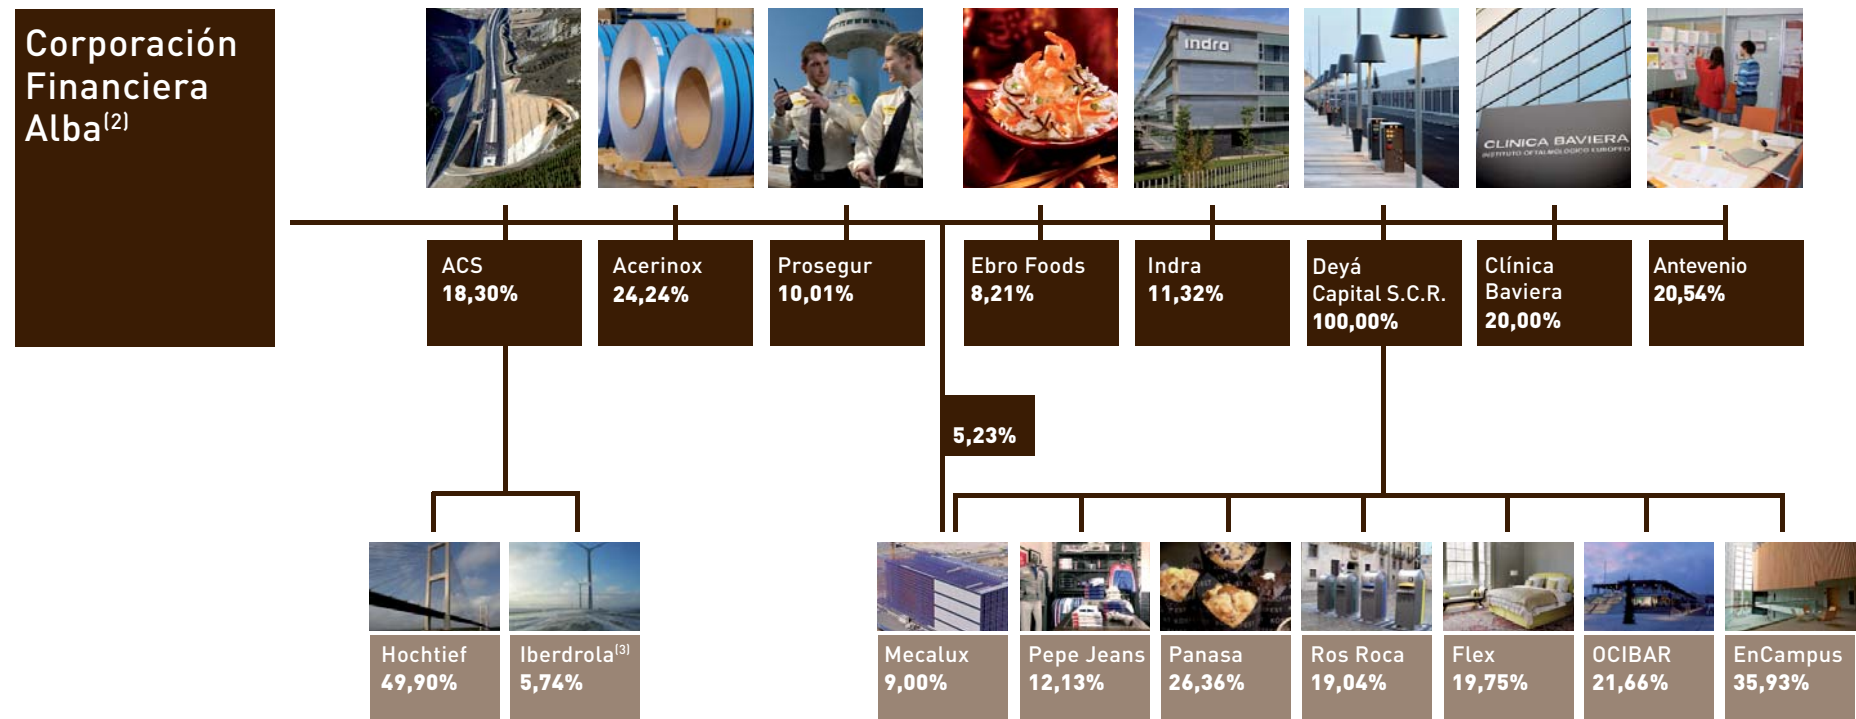 Corporación
Financiera
Alba(2)
indra
CLINICA BAVIERA
INSTITUTO OFTALMOLOGICO EUROPEO
ACS
18,30%
Acerinox
24,24%
Prosegur
10,01%
Ebro Foods
8,21%
Indra
11,32%
Deyá
Capital S.C.R.
100,00%
Clínica
Baviera
20,00%
Antevenio
20,54%
5,23%
Hochtief
49,90%
Iberdrola(3)
5,74%
Mecalux
9,00%
Pepe Jeans
12,13%
Panasa
26,36%
Ros Roca
19,04%
Flex
19,75%
OCIBAR
21,66%
EnCampus
35,93%